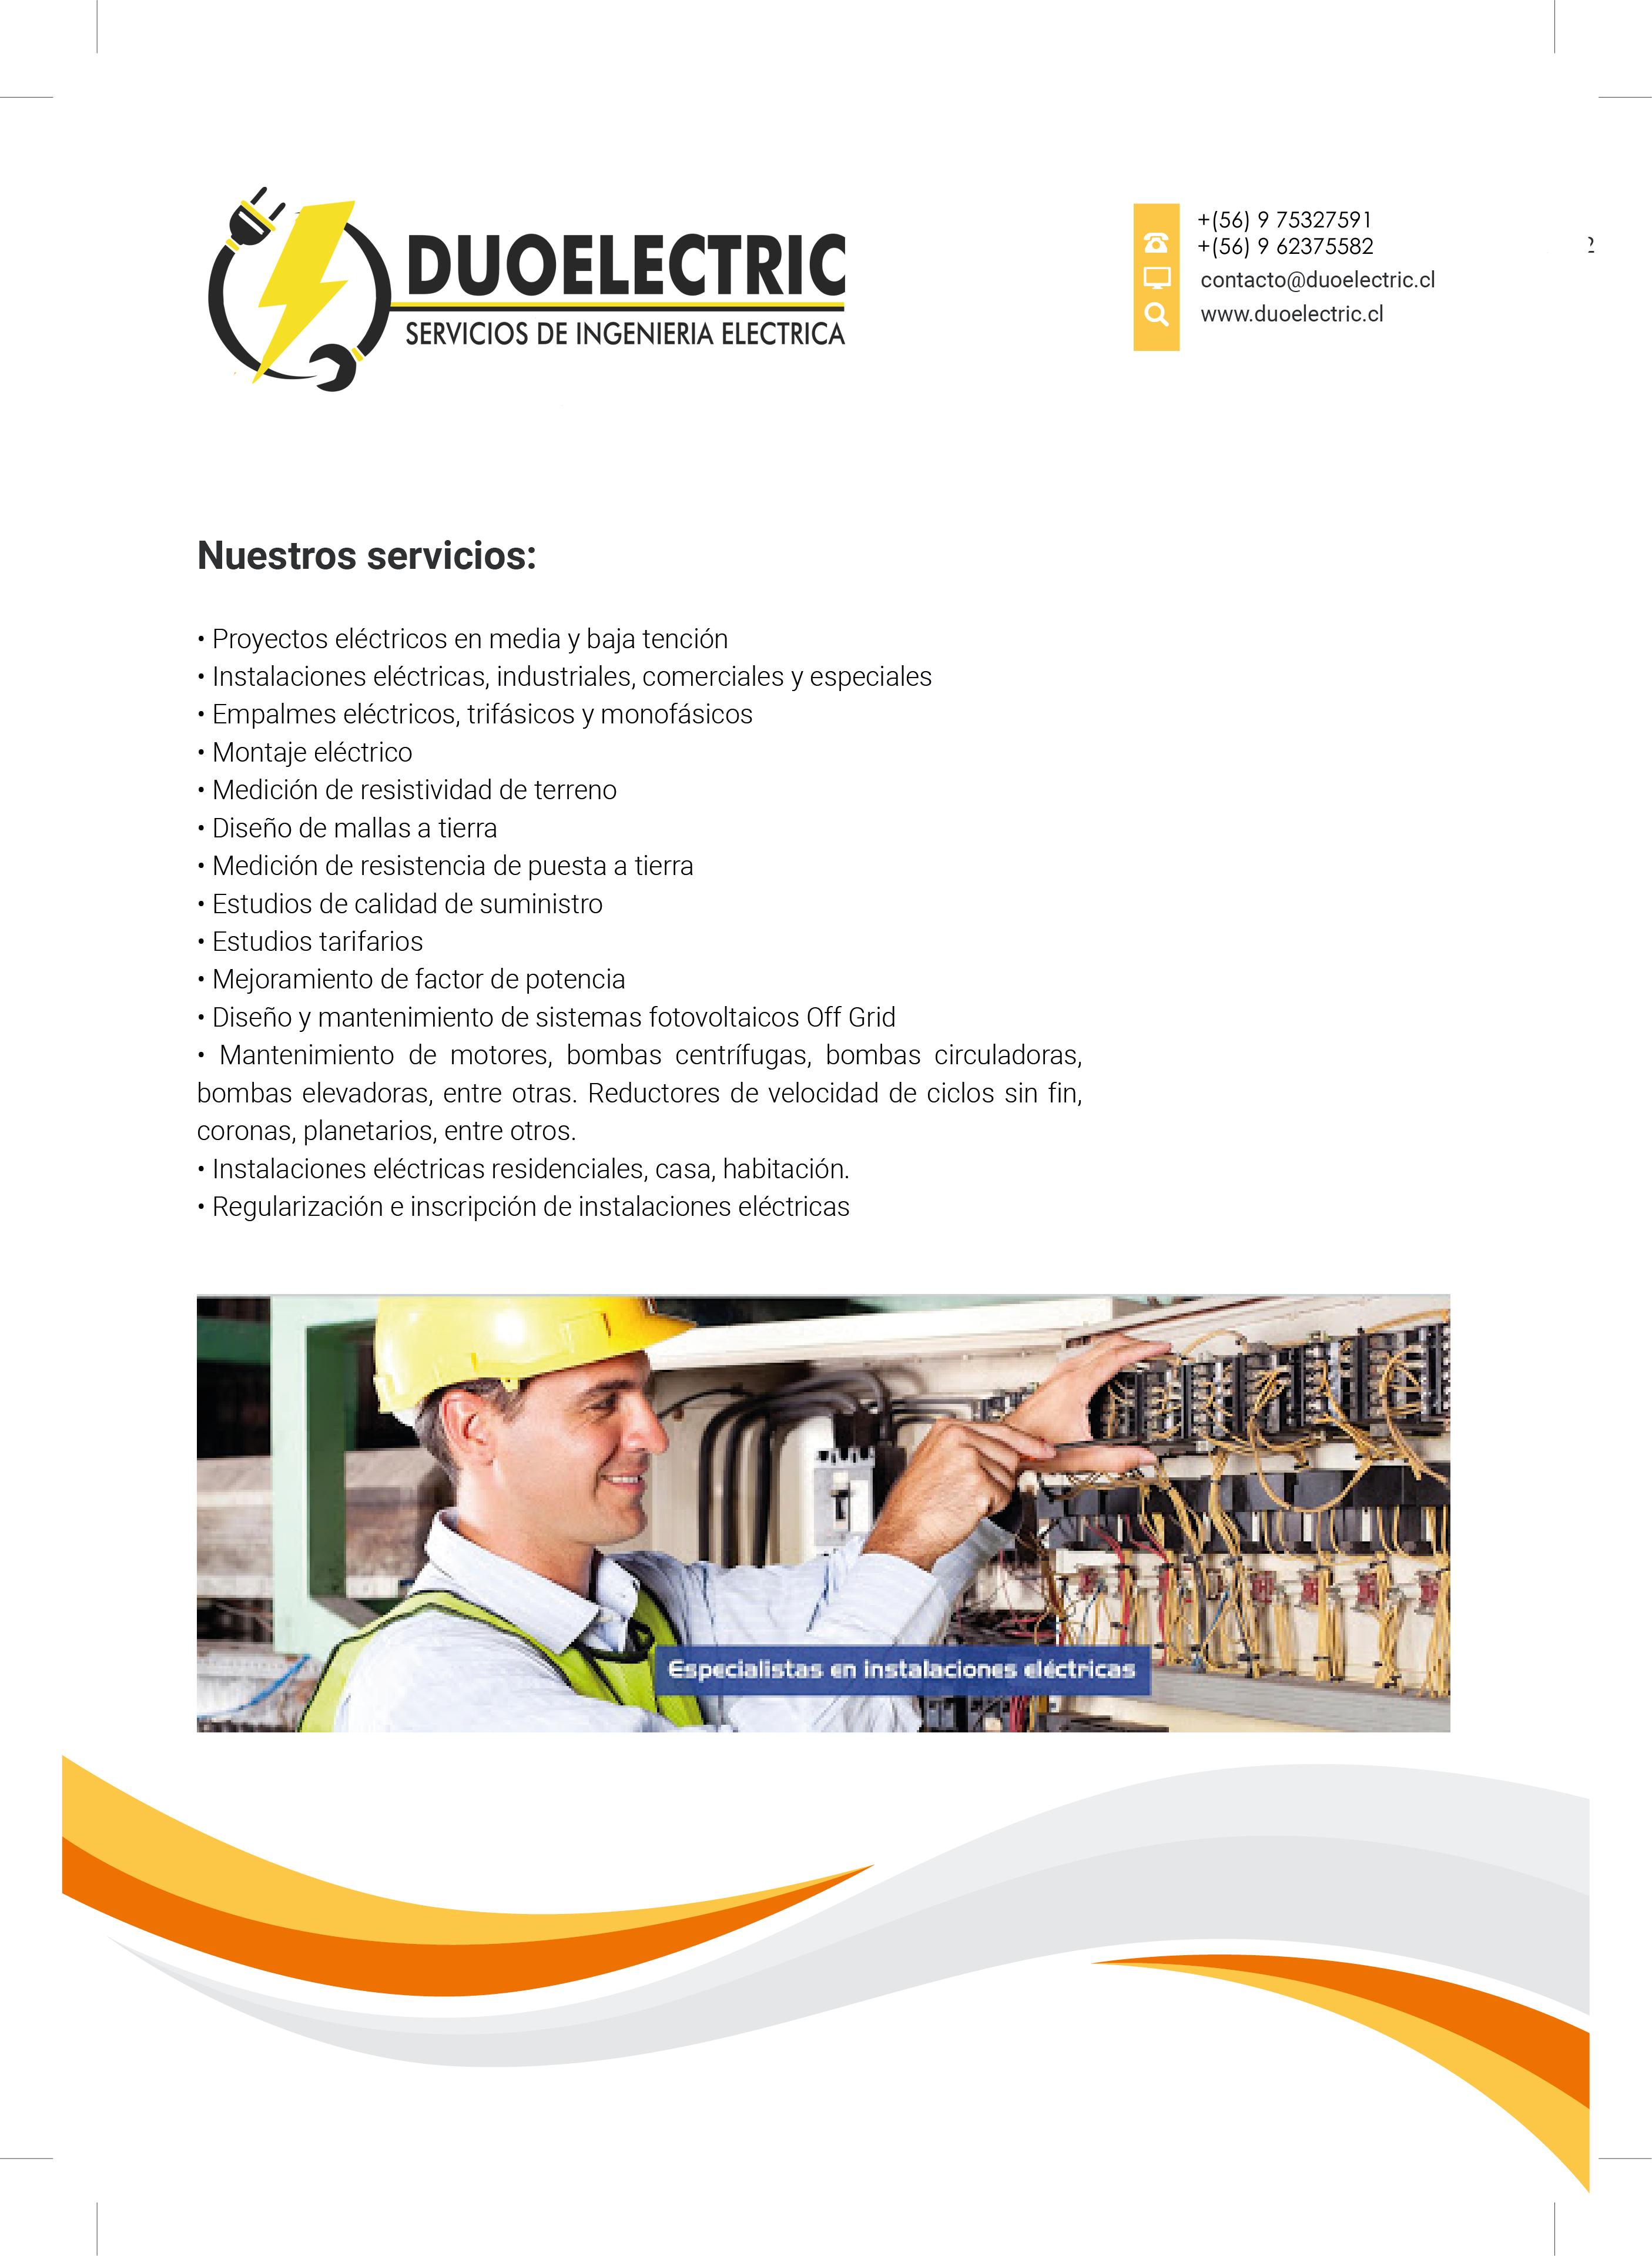 DUOELECTRIC
SERVICIOS DE INGENIERIA ELECTRICA
+(56) 9 75327591
+(56) 9 62375582
contacto@duoelectric.cl
www.duoelectric.cl
Nuestros servicios:
• Proyectos eléctricos en media y baja tención
• Instalaciones eléctricas, industriales, comerciales y especiales
• Empalmes eléctricos, trifásicos y monofásicos
• Montaje eléctrico
• Medición de resistividad de terreno
• Diseño de mallas a tierra
• Medición de resistencia de puesta a tierra
• Estudios de calidad de suministro
• Estudios tarifarios
• Mejoramiento de factor de potencia
• Diseño y mantenimiento de sistemas fotovoltaicos Off Grid
• Mantenimiento de motores, bombas centrífugas, bombas circuladoras,
bombas elevadoras, entre otras. Reductores de velocidad de ciclos sin fin,
coronas, planetarios, entre otros.
• Instalaciones eléctricas residenciales, casa, habitación.
• Regularización e inscripción de instalaciones eléctricas
Especialistas en instalaciones eléctricas